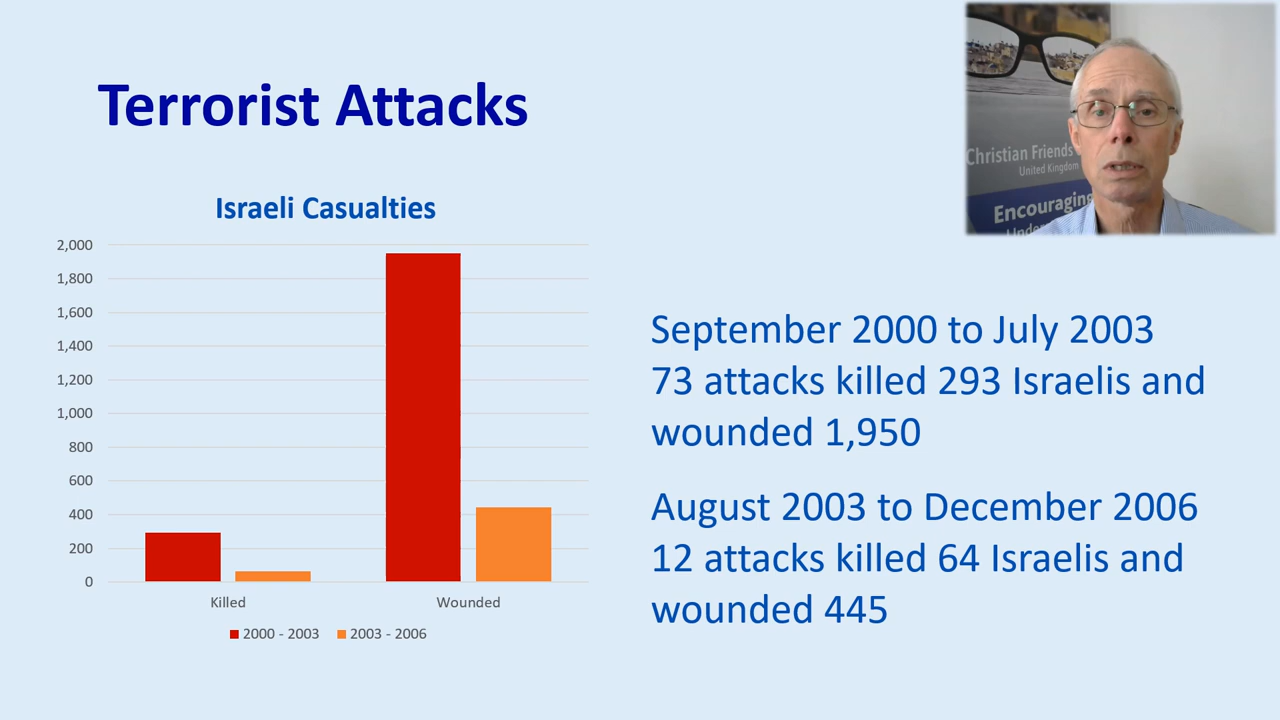 Terrorist Attacks
Christian Friends
United Kingdom
Encouraging
Israeli Casualties
2,000
1,800
1,600
1,400
1,200
1,000
800
600
400
200
0
Killed
Wounded
2000 - 2003
2003 - 2006
September 2000 to July 2003
73 attacks killed 293 Israelis and
wounded 1,950
August 2003 to December 2006
12 attacks killed 64 Israelis and
wounded 445